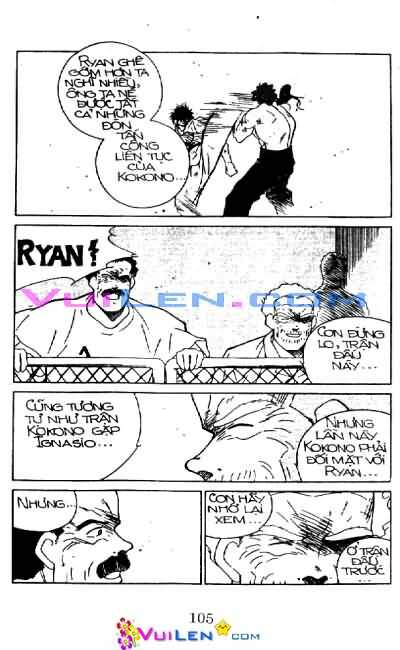 RYAN GHÊ
GỚM HƠN TA
NGHĨ NHIỀU,
ÔNG TA NÉ
ĐƯỢC TẤT
CẢ NHỮNG
ĐÒN
TẤN
CÔNG
LIÊN TỤC
CỦA
KOKONO...
RYAN!
VUILEN.COM
CON ĐỪNG
LO, TRẬN
ĐẤU
NÀY...
CŨNG TƯƠNG
TỰ NHƯ TRẬN
KOKONO GẶP
IGNASIO...
NHƯNG
LẦN NÀY
KOKONO PHẢI
ĐỐI MẶT VỚI
RYAN...
NHƯNG...
CON HÃY
NHỚ LẠI
XEM...
Ở TRẬN
ĐẤU
TRƯỚC...
105
VUILEN.COM